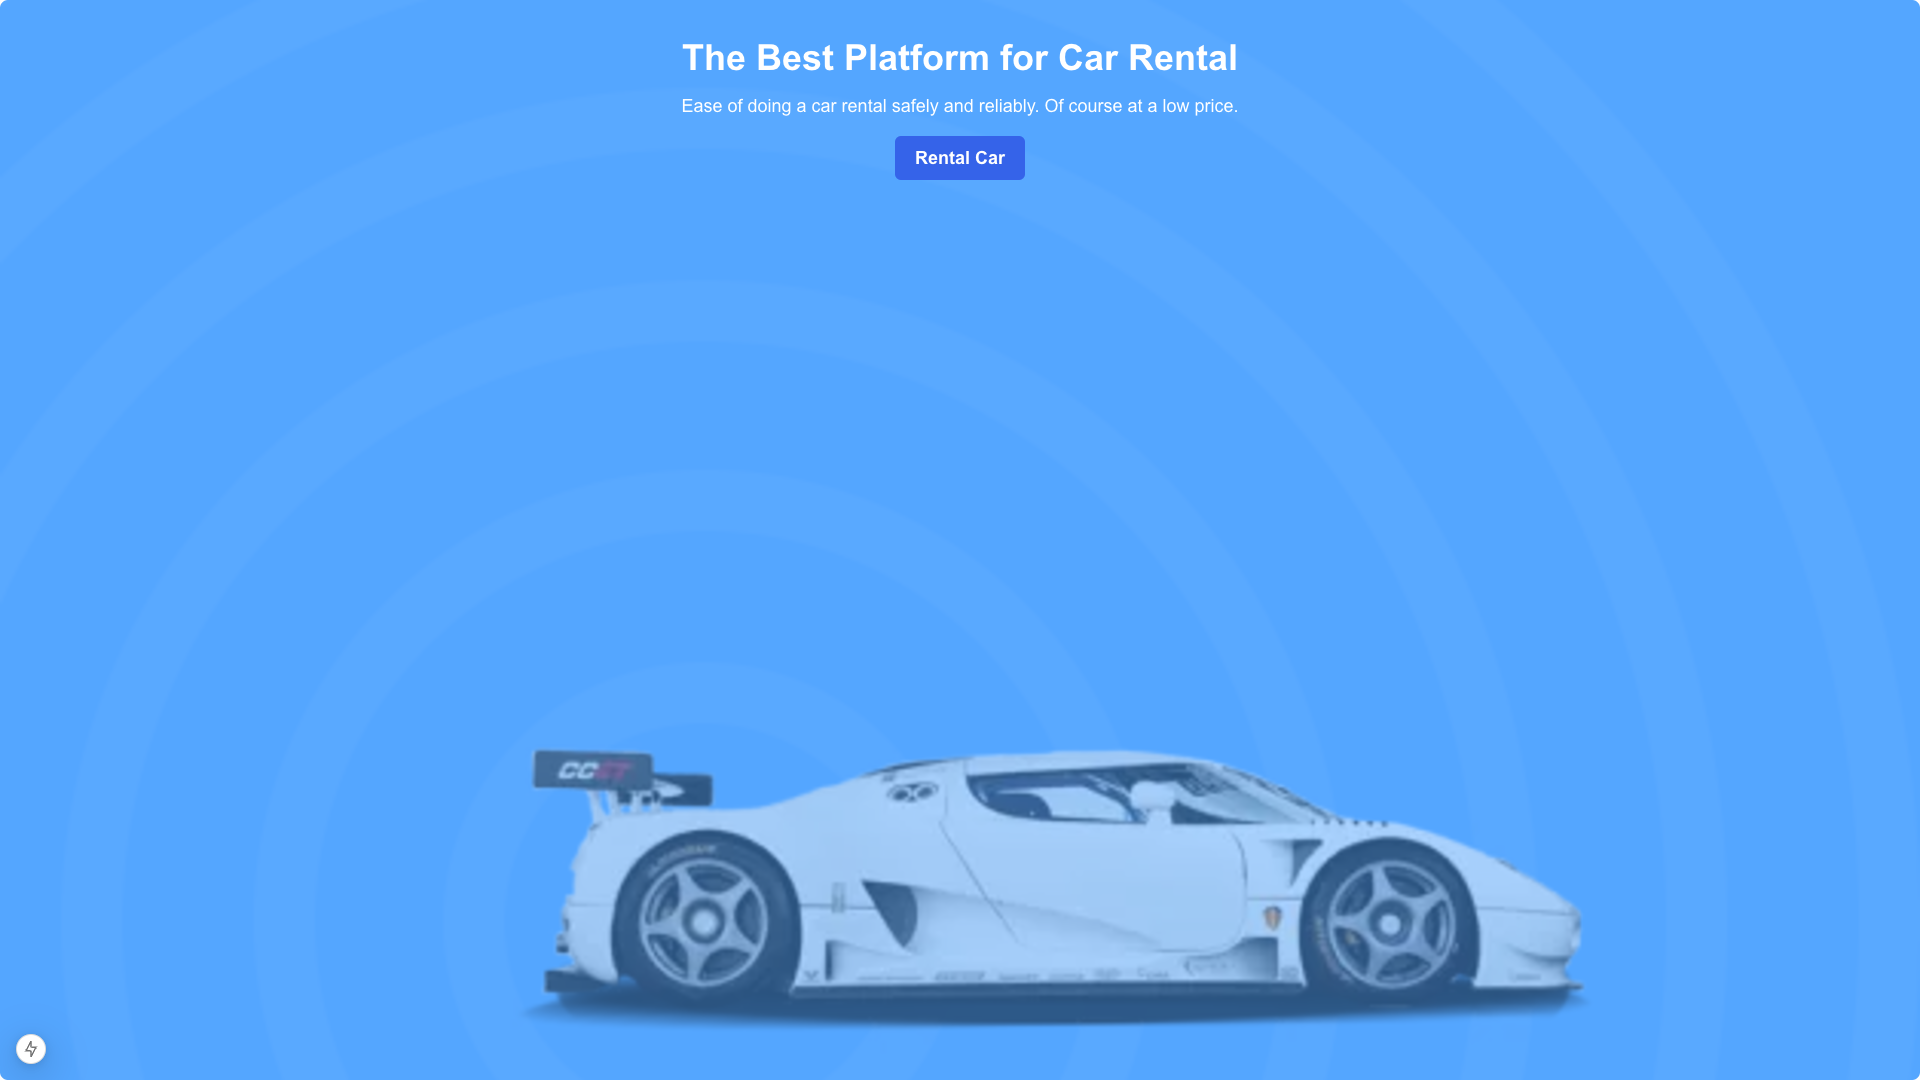 The Best Platform for Car Rental
Ease of doing a car rental safely and reliably. Of course at a low price.
Rental Car
CCGT